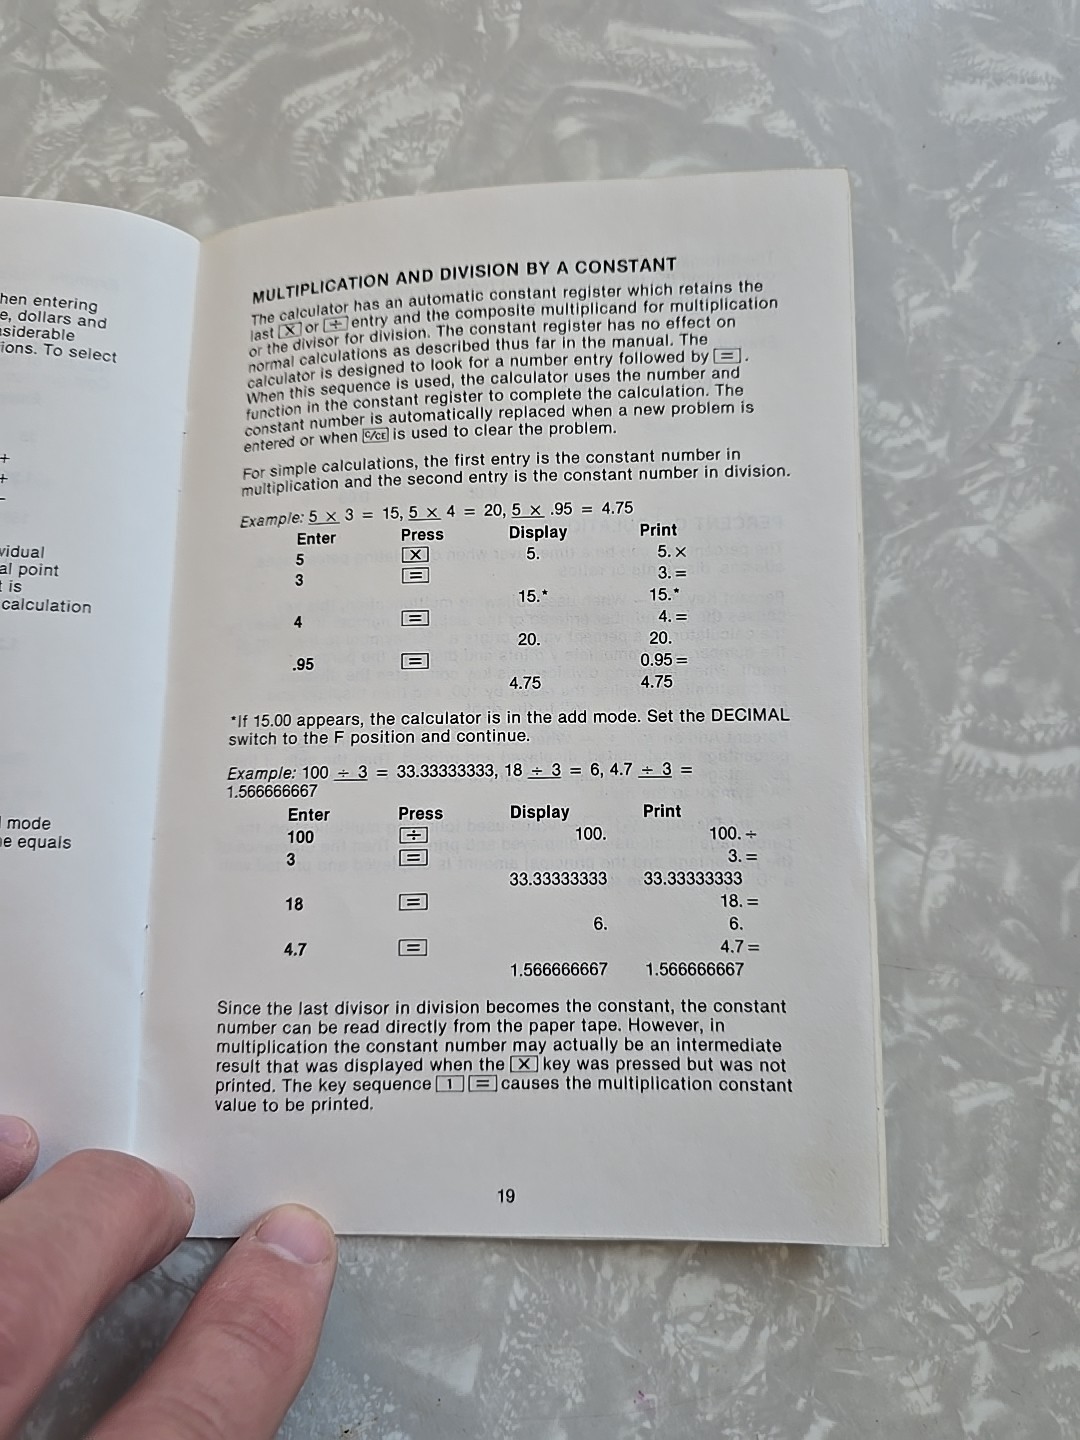 hen entering
e, dollars and
nsiderable
ions. To select
+
+
−
vidual
al point
t is
calculation
l mode
e equals
MULTIPLICATION AND DIVISION BY A CONSTANT
The calculator has an automatic constant register which retains the
last X or ÷ entry and the composite multiplicand for multiplication
or the divisor for division. The constant register has no effect on
normal calculations as described thus far in the manual. The
calculator is designed to look for a number entry followed by =.
When this sequence is used, the calculator uses the number and
function in the constant register to complete the calculation. The
constant number is automatically replaced when a new problem is
entered or when C/CE is used to clear the problem.
For simple calculations, the first entry is the constant number in
multiplication and the second entry is the constant number in division.
Example: 5 × 3 = 15, 5 × 4 = 20, 5 × .95 = 4.75
Enter Press Display Print
5 X 5. 5. ×
3 = 3. =
15.* 15.*
4 = 4. =
20. 20.
.95 = 0.95 =
4.75 4.75
*If 15.00 appears, the calculator is in the add mode. Set the DECIMAL
switch to the F position and continue.
Example: 100 ÷ 3 = 33.33333333, 18 ÷ 3 = 6, 4.7 ÷ 3 =
1.566666667
Enter Press Display Print
100 ÷ 100. 100. ÷
3 = 3. =
33.33333333 33.33333333
18 = 18. =
6. 6.
4.7 = 4.7 =
1.566666667 1.566666667
Since the last divisor in division becomes the constant, the constant
number can be read directly from the paper tape. However, in
multiplication the constant number may actually be an intermediate
result that was displayed when the X key was pressed but was not
printed. The key sequence 1 = causes the multiplication constant
value to be printed.
19